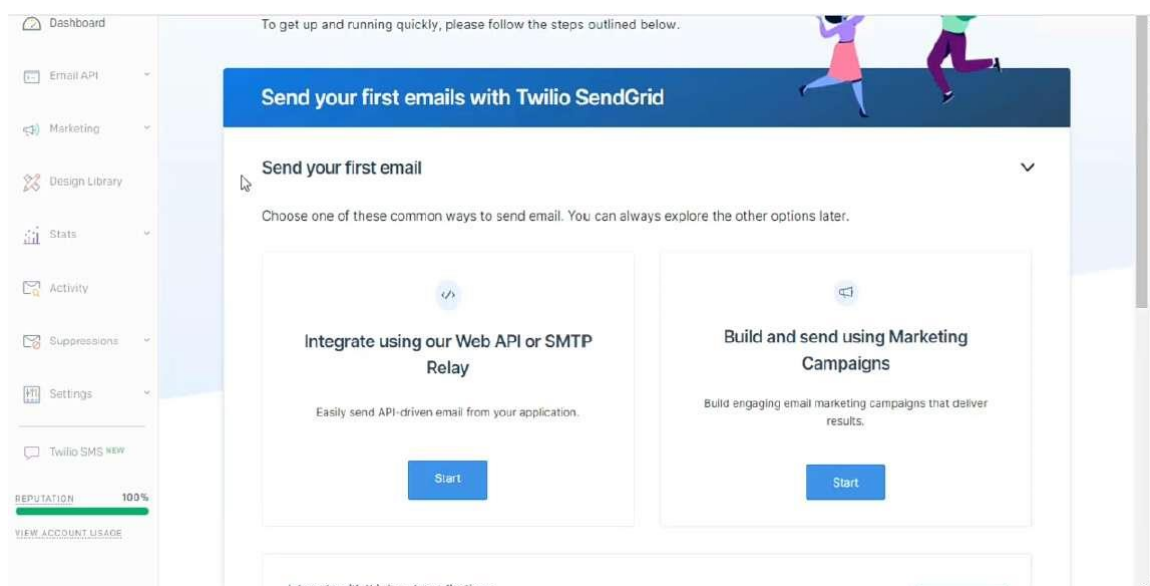 Dashboard
Email API
Marketing
Design Library
Stats
Activity
Suppressions
Settings
Twilio SMS NEW
REPUTATION 100%
VIEW ACCOUNT USAGE
To get up and running quickly, please follow the steps outlined below.
Send your first emails with Twilio SendGrid
Send your first email
Choose one of these common ways to send email. You can always explore the other options later.
Integrate using our Web API or SMTP
Relay
Easily send API-driven email from your application.
Start
Build and send using Marketing
Campaigns
Build engaging email marketing campaigns that deliver
results.
Start